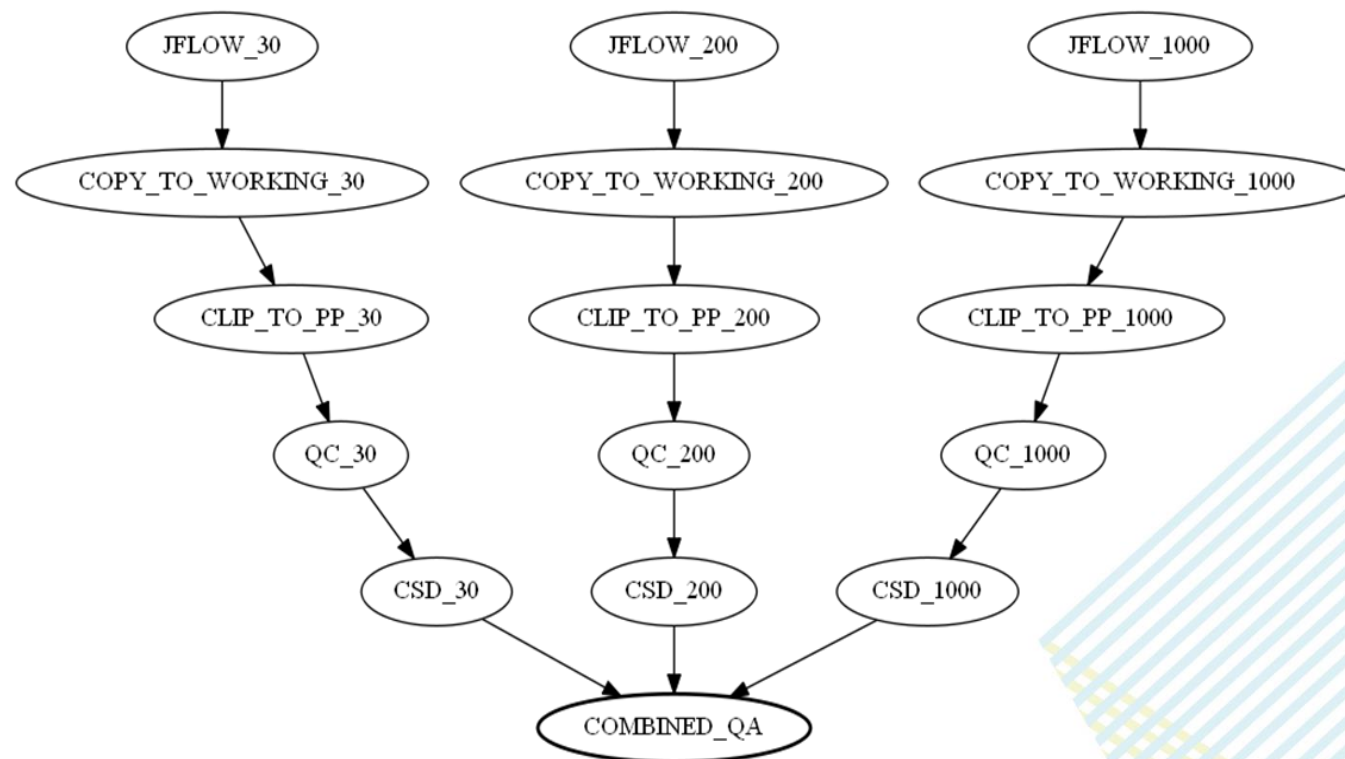 JFLOW_30
JFLOW_200
JFLOW_1000
COPY_TO_WORKING_30
COPY_TO_WORKING_200
COPY_TO_WORKING_1000
CLIP_TO_PP_30
CLIP_TO_PP_200
CLIP_TO_PP_1000
QC_30
QC_200
QC_1000
CSD_30
CSD_200
CSD_1000
COMBINED_QA